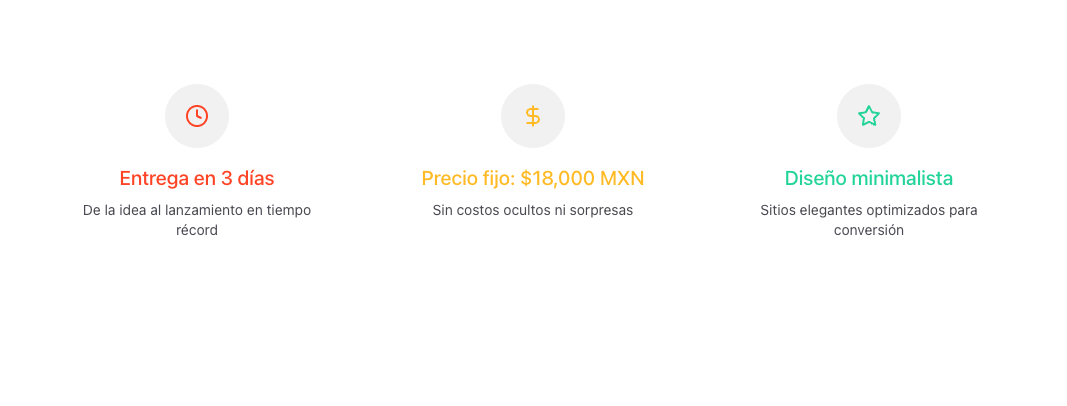 Entrega en 3 días
De la idea al lanzamiento en tiempo
récord
Precio fijo: $18,000 MXN
Sin costos ocultos ni sorpresas
Diseño minimalista
Sitios elegantes optimizados para
conversión